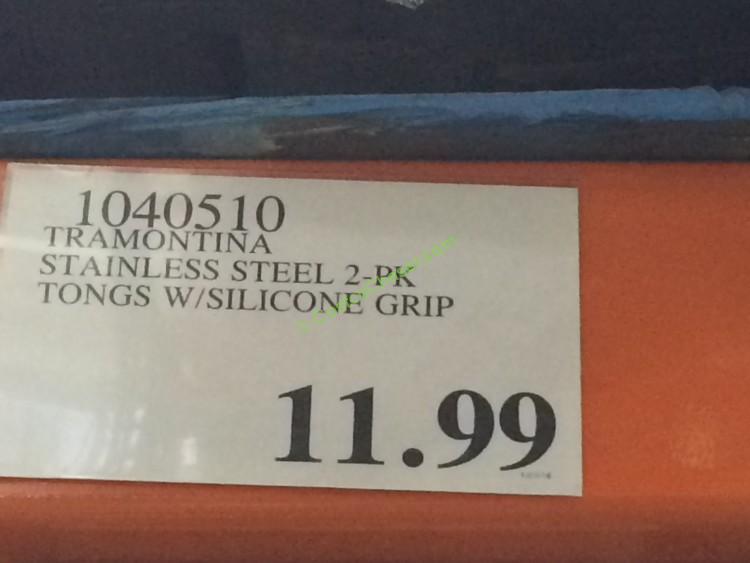 1040510
TRAMONTINA
STAINLESS STEEL 2-PK
TONGS W/SILICONE GRIP
11.99